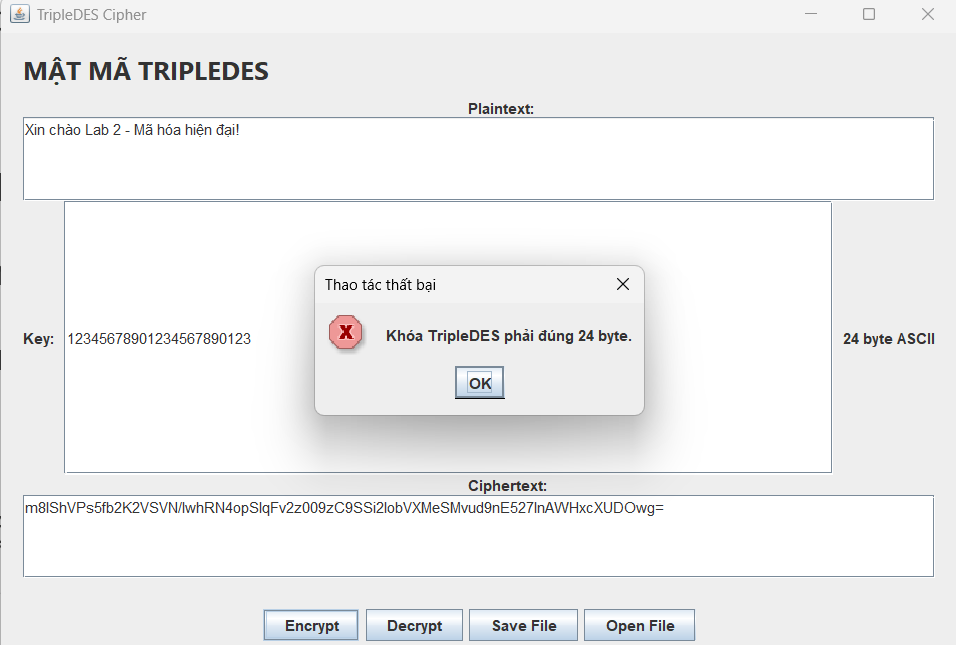 TripleDES Cipher
MẬT MÃ TRIPLEDES
Plaintext:
Xin chào Lab 2 - Mã hóa hiện đại!
Thao tác thất bại
Key:
12345678901234567890123
Khóa TripleDES phải đúng 24 byte.
24 byte ASCII
OK
Ciphertext:
m8lShVPs5fb2K2VSVN/lwhRN4opSlqFv2z009zC9SSi2lobVXMeSMvud9nE527lnAWHxcXUDOwg=
Encrypt
Decrypt
Save File
Open File